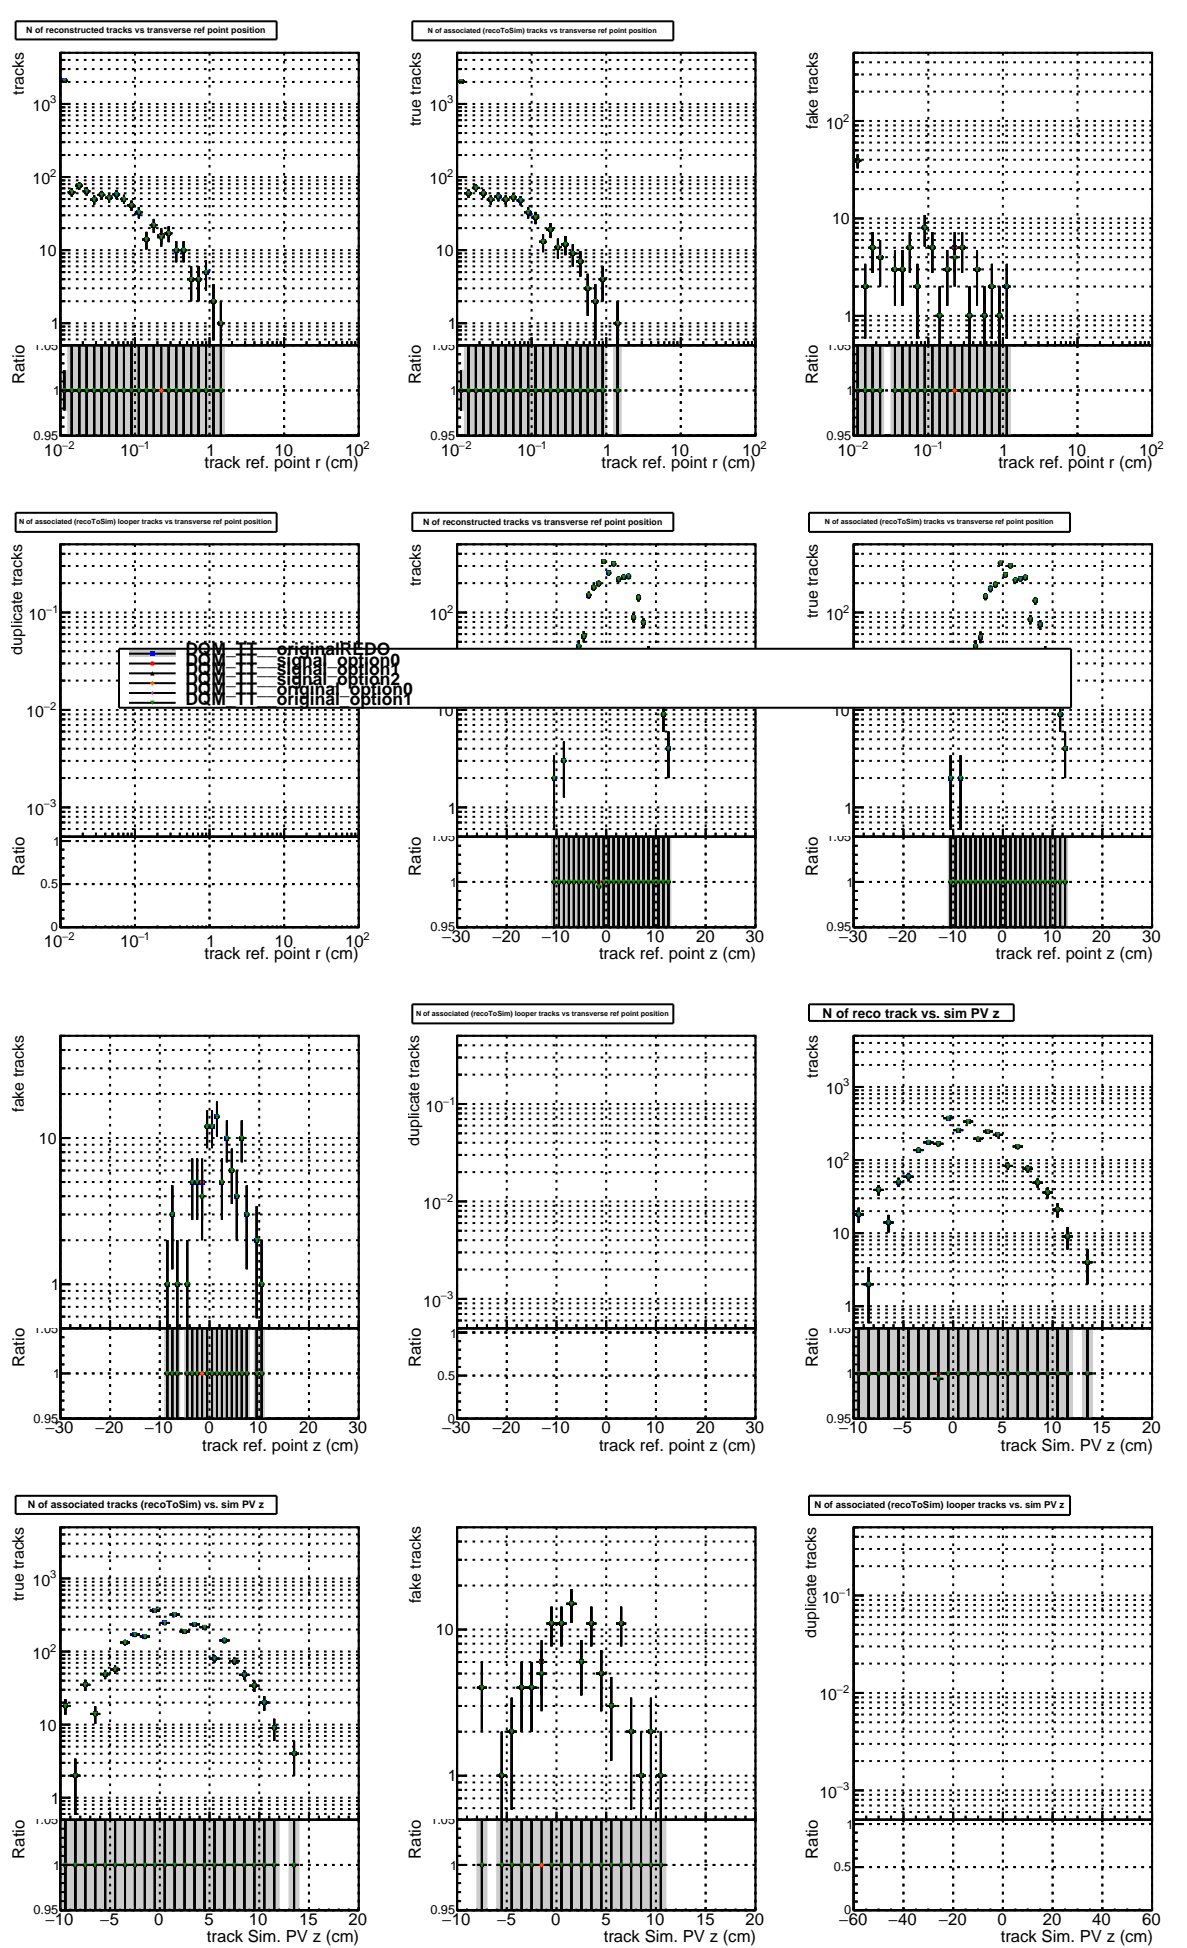 N of reconstructed tracks vs transverse ref point position
tracks
10³
10²
10
1
1.05
Ratio
1
0.95
10⁻² 10⁻¹ 1 10 10²
track ref. point r (cm)
N of associated (recoToSim) tracks vs transverse ref point position
true tracks
10³
10²
10
1
1.05
Ratio
1
0.95
10⁻² 10⁻¹ 1 10 10²
track ref. point r (cm)
fake tracks
10²
10
1
1.05
Ratio
1
0.95
10⁻² 10⁻¹ 1 10 10²
track ref. point r (cm)
N of associated (recoToSim) looper tracks vs transverse ref point position
duplicate tracks
10⁻¹
10⁻²
10⁻³
Ratio
1
0.5
0
10⁻² 10⁻¹ 1 10 10²
track ref. point r (cm)
N of reconstructed tracks vs transverse ref point position
tracks
10²
10
1
1.05
Ratio
1
0.95
−30 −20 −10 0 10 20 30
track ref. point z (cm)
N of associated (recoToSim) tracks vs transverse ref point position
true tracks
10²
10
1
1.05
Ratio
1
0.95
−30 −20 −10 0 10 20 30
track ref. point z (cm)
DQM_TT__originalREDO
DQM_TT__signal_option0
DQM_TT__signal_option1
DQM_TT__signal_option2
DQM_TT__original_option0
DQM_TT__original_option1
fake tracks
10
1
1.05
Ratio
1
0.95
−30 −20 −10 0 10 20 30
track ref. point z (cm)
N of associated (recoToSim) looper tracks vs transverse ref point position
duplicate tracks
10⁻¹
10⁻²
10⁻³
Ratio
1
0.5
0
−30 −20 −10 0 10 20 30
track ref. point z (cm)
N of reco track vs. sim PV z
tracks
10³
10²
10
1
1.05
Ratio
1
0.95
−10 −5 0 5 10 15 20
track Sim. PV z (cm)
N of associated tracks (recoToSim) vs. sim PV z
true tracks
10³
10²
10
1
1.05
Ratio
1
0.95
−10 −5 0 5 10 15 20
track Sim. PV z (cm)
fake tracks
10
1
1.05
Ratio
1
0.95
−10 −5 0 5 10 15 20
track Sim. PV z (cm)
N of associated (recoToSim) looper tracks vs. sim PV z
duplicate tracks
10⁻¹
10⁻²
10⁻³
Ratio
1
0.5
0
−60 −40 −20 0 20 40 60
track Sim. PV z (cm)